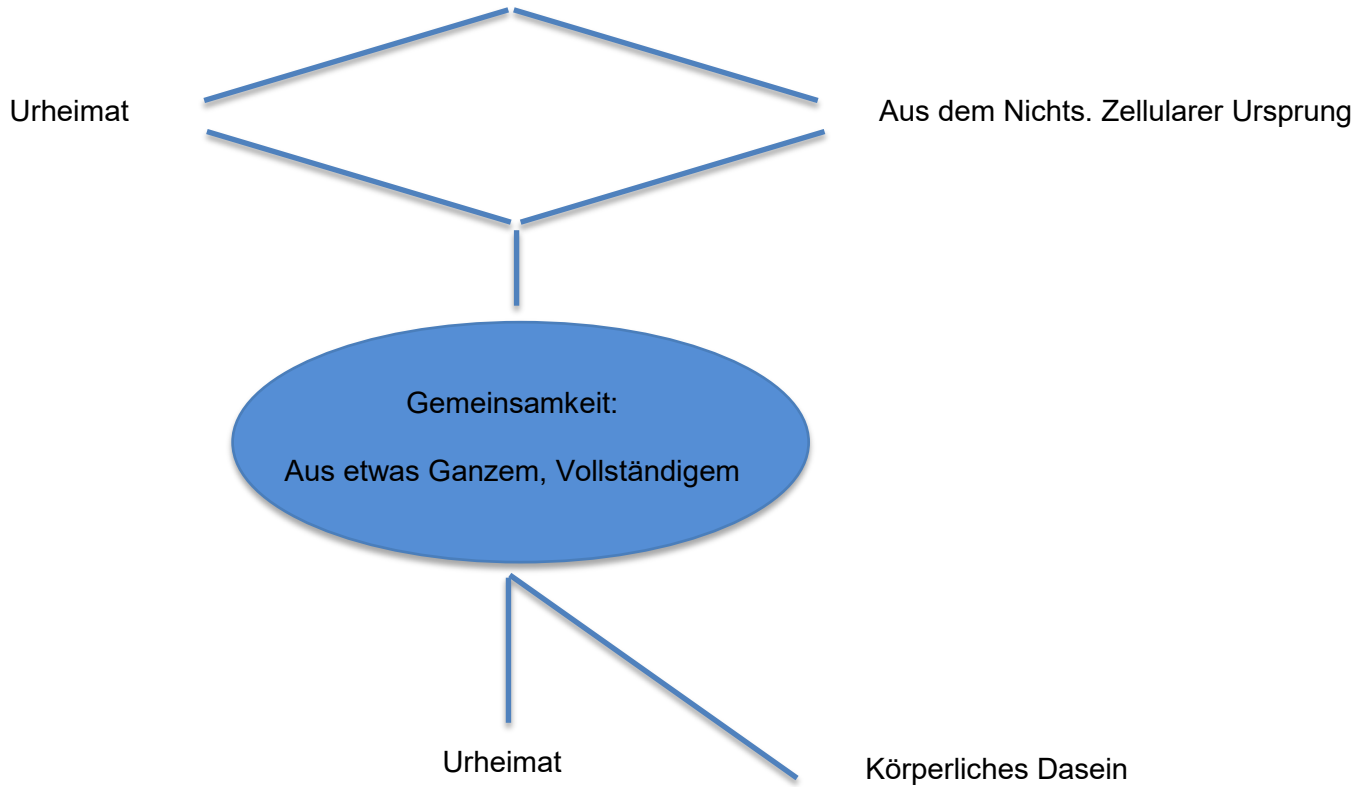 Urheimat
Aus dem Nichts. Zellularer Ursprung
Gemeinsamkeit:
Aus etwas Ganzem, Vollständigem
Urheimat
Körperliches Dasein